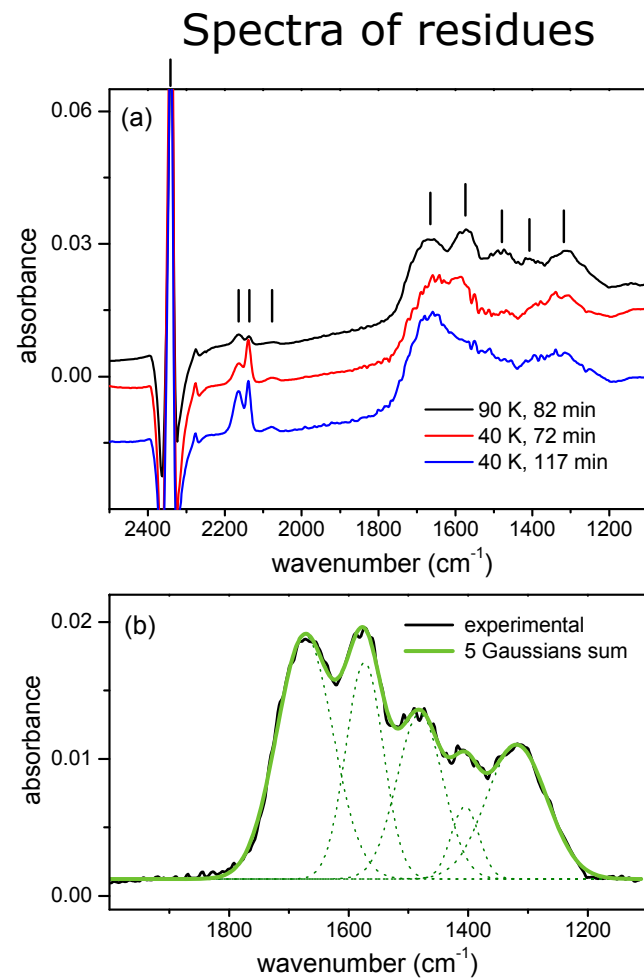 Spectra of residues
(a)
absorbance
0.06
0.03
0.00
90 K, 82 min
40 K, 72 min
40 K, 117 min
2400 2200 2000 1800 1600 1400 1200
wavenumber (cm⁻¹)
(b)
absorbance
0.02
0.01
0.00
experimental
5 Gaussians sum
1800 1600 1400 1200
wavenumber (cm⁻¹)